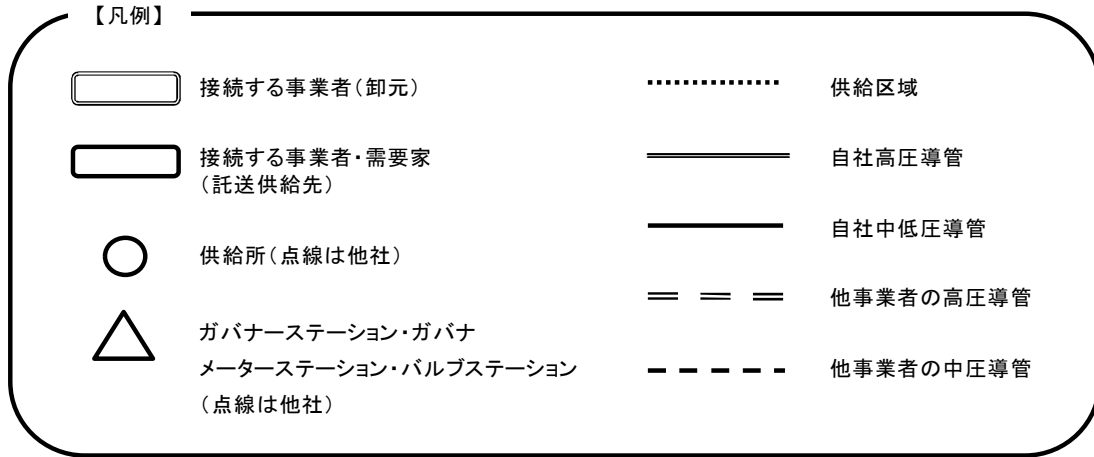 【凡例】
接続する事業者（卸元）
接続する事業者・需要家
（託送供給先）
供給所（点線は他社）
ガバナーステーション・ガバナ
メーターステーション・バルブステーション
（点線は他社）
供給区域
自社高圧導管
自社中低圧導管
他事業者の高圧導管
他事業者の中圧導管